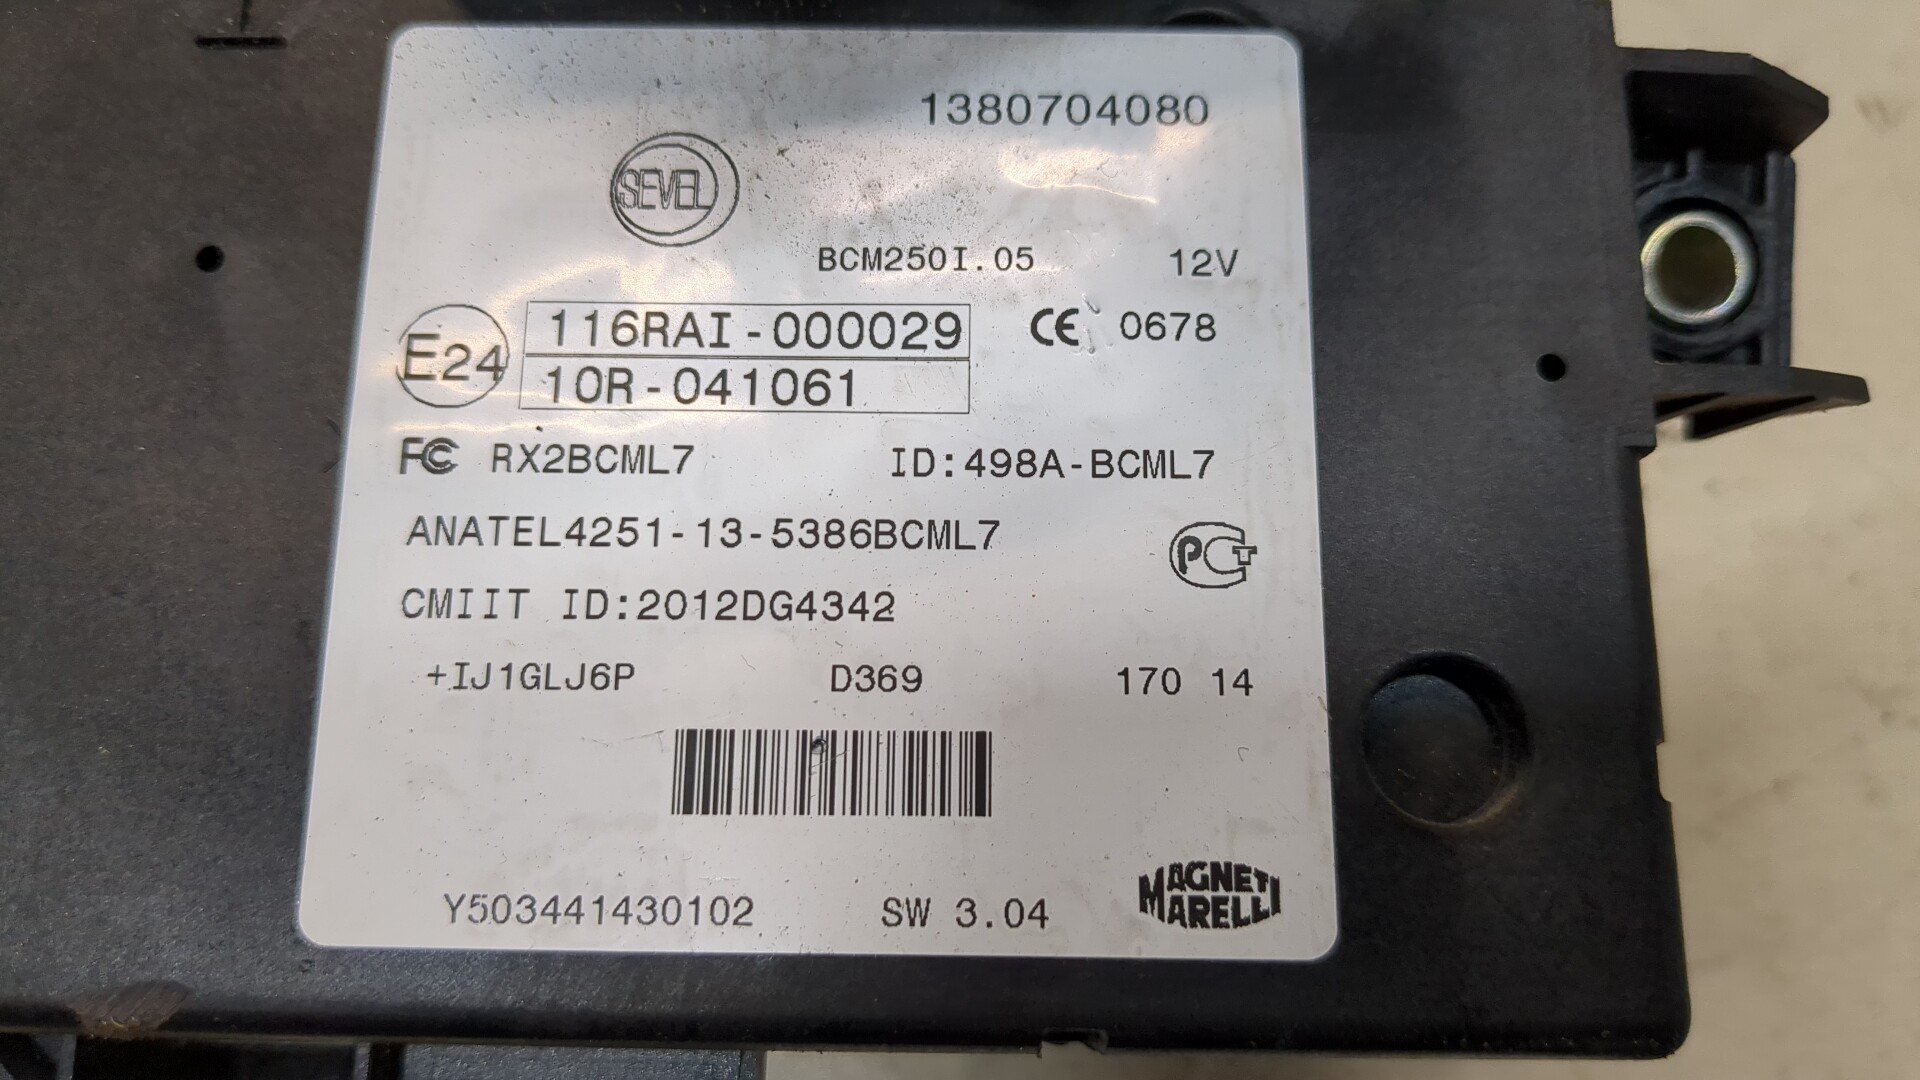 1380704080
SEVEL
BCM250I.05 12V
E24 116RAI-000029 CE 0678
10R-041061
FC RX2BCML7 ID:498A-BCML7
ANATEL4251-13-5386BCML7
PCT
CMIIT ID:2012DG4342
+IJ1GLJ6P D369 170 14
Y503441430102 SW 3.04
MAGNETI
MARELLI